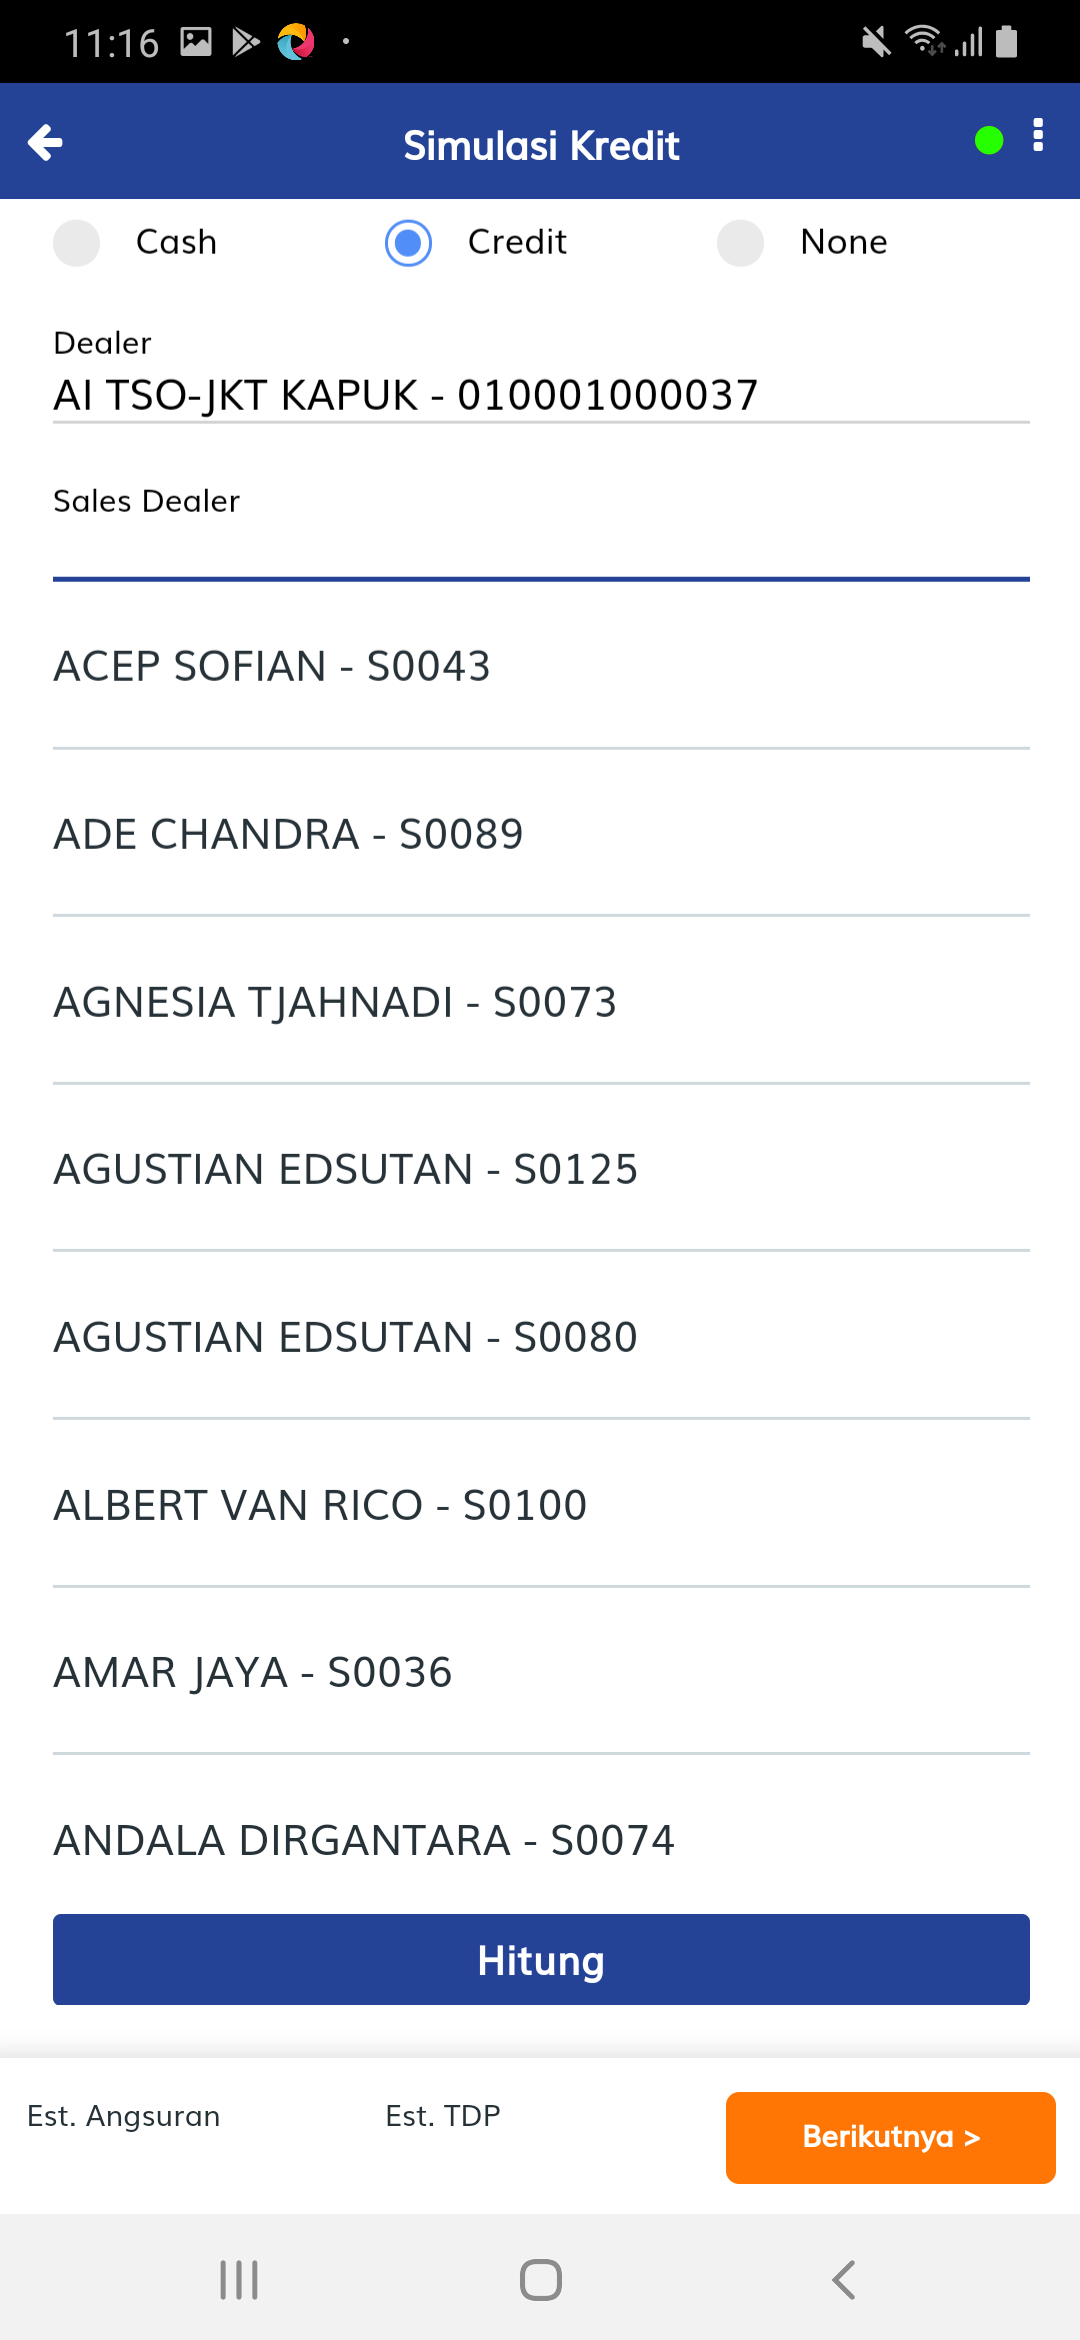 11:16
Simulasi Kredit
Cash Credit None
Dealer
AI TSO-JKT KAPUK - 010001000037
Sales Dealer
ACEP SOFIAN - S0043
ADE CHANDRA - S0089
AGNESIA TJAHNADI - S0073
AGUSTIAN EDSUTAN - S0125
AGUSTIAN EDSUTAN - S0080
ALBERT VAN RICO - S0100
AMAR JAYA - S0036
ANDALA DIRGANTARA - S0074
Hitung
Est. Angsuran Est. TDP Berikutnya >